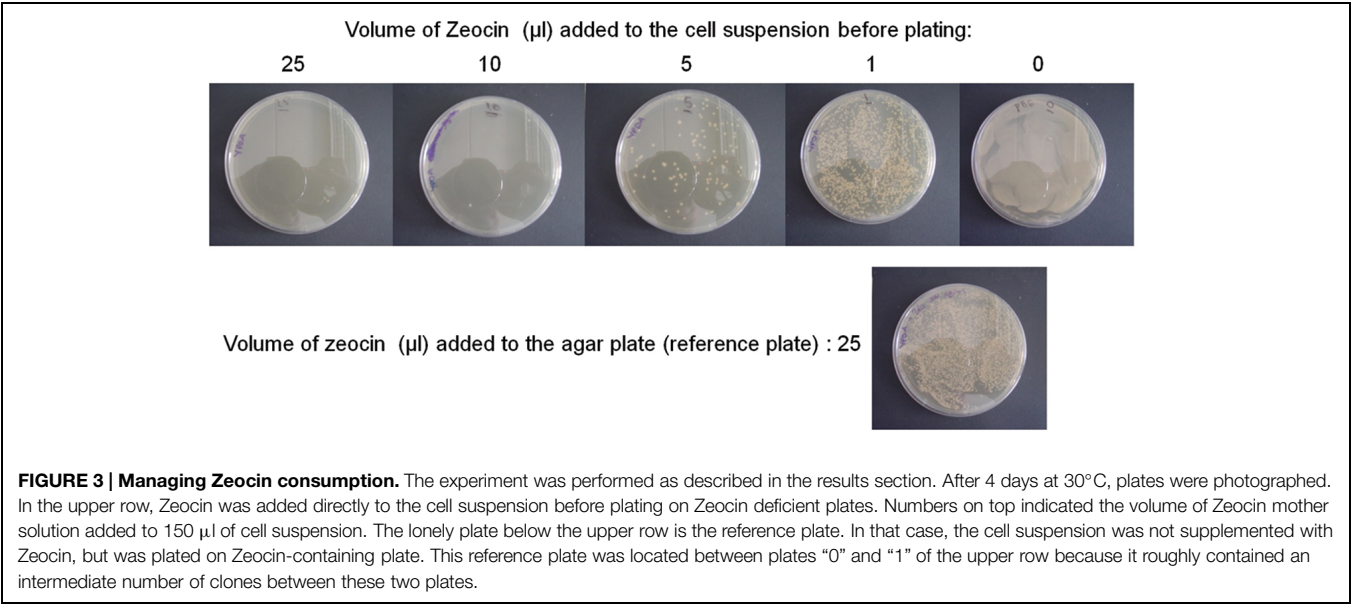 Volume of Zeocin (µl) added to the cell suspension before plating:
25 10 5 1 0
Volume of zeocin (µl) added to the agar plate (reference plate) : 25
FIGURE 3 | Managing Zeocin consumption. The experiment was performed as described in the results section. After 4 days at 30°C, plates were photographed.
In the upper row, Zeocin was added directly to the cell suspension before plating on Zeocin deficient plates. Numbers on top indicated the volume of Zeocin mother
solution added to 150 µl of cell suspension. The lonely plate below the upper row is the reference plate. In that case, the cell suspension was not supplemented with
Zeocin, but was plated on Zeocin-containing plate. This reference plate was located between plates “0” and “1” of the upper row because it roughly contained an
intermediate number of clones between these two plates.